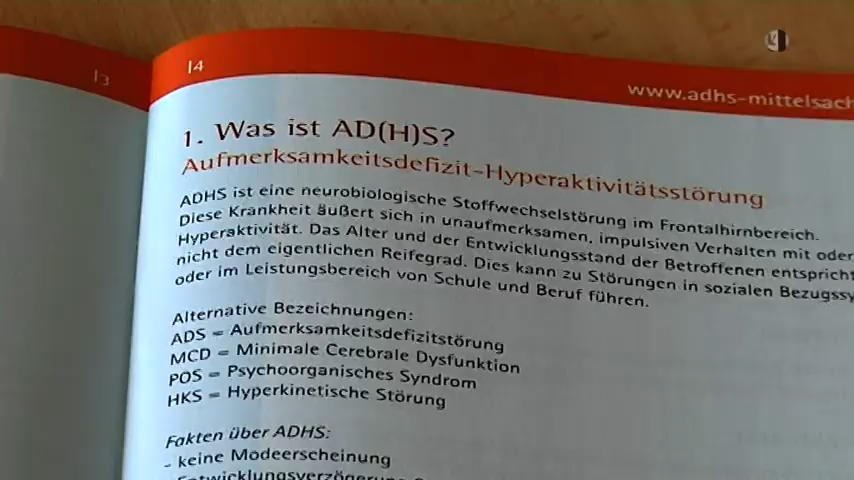 13
14
www.adhs-mittelsach
1. Was ist AD(H)S?
Aufmerksamkeitsdefizit-Hyperaktivitätsstörung
ADHS ist eine neurobiologische Stoffwechselstörung im Frontalhirnbereich.
Diese Krankheit äußert sich in unaufmerksamen, impulsiven Verhalten mit oder
Hyperaktivität. Das Alter und der Entwicklungsstand der Betroffenen entspricht
nicht dem eigentlichen Reifegrad. Dies kann zu Störungen in sozialen Bezugssy
oder im Leistungsbereich von Schule und Beruf führen.
Alternative Bezeichnungen:
ADS = Aufmerksamkeitsdefizitstörung
MCD = Minimale Cerebrale Dysfunktion
POS = Psychoorganisches Syndrom
HKS = Hyperkinetische Störung
Fakten über ADHS:
- keine Modeerscheinung
- Entwicklungsverzögerung